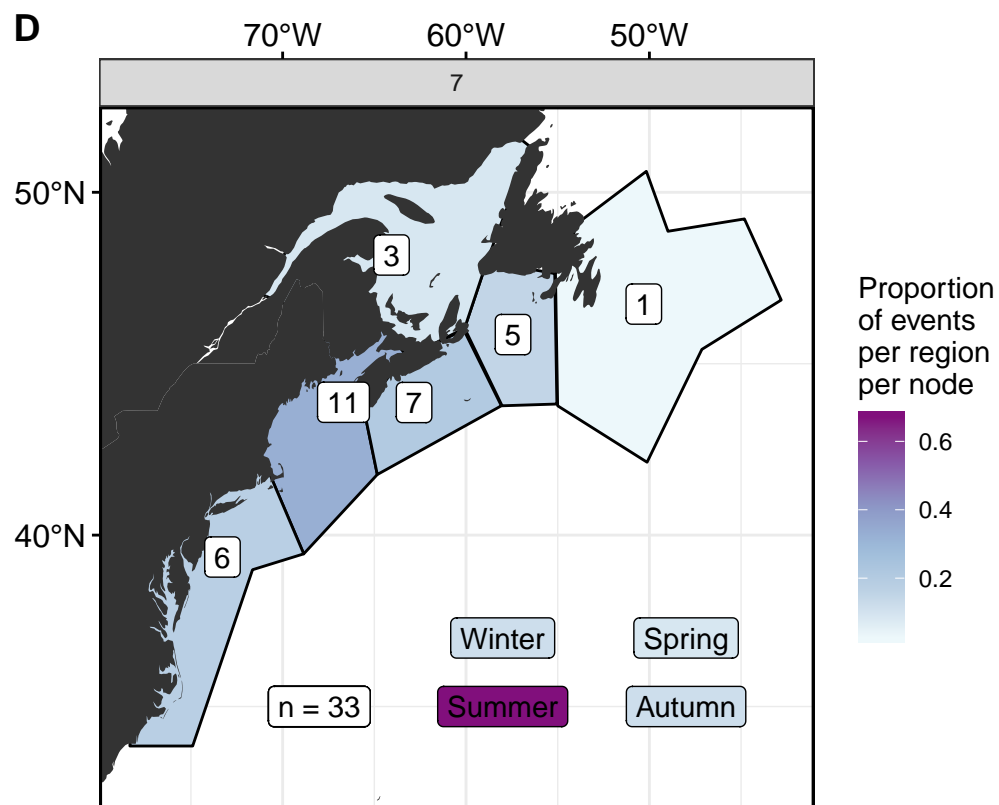 D
70°W 60°W 50°W
7
50°N
40°N
3
1
5
11
7
6
Winter
Spring
n = 33
Summer
Autumn
Proportion
of events
per region
per node
0.6
0.4
0.2